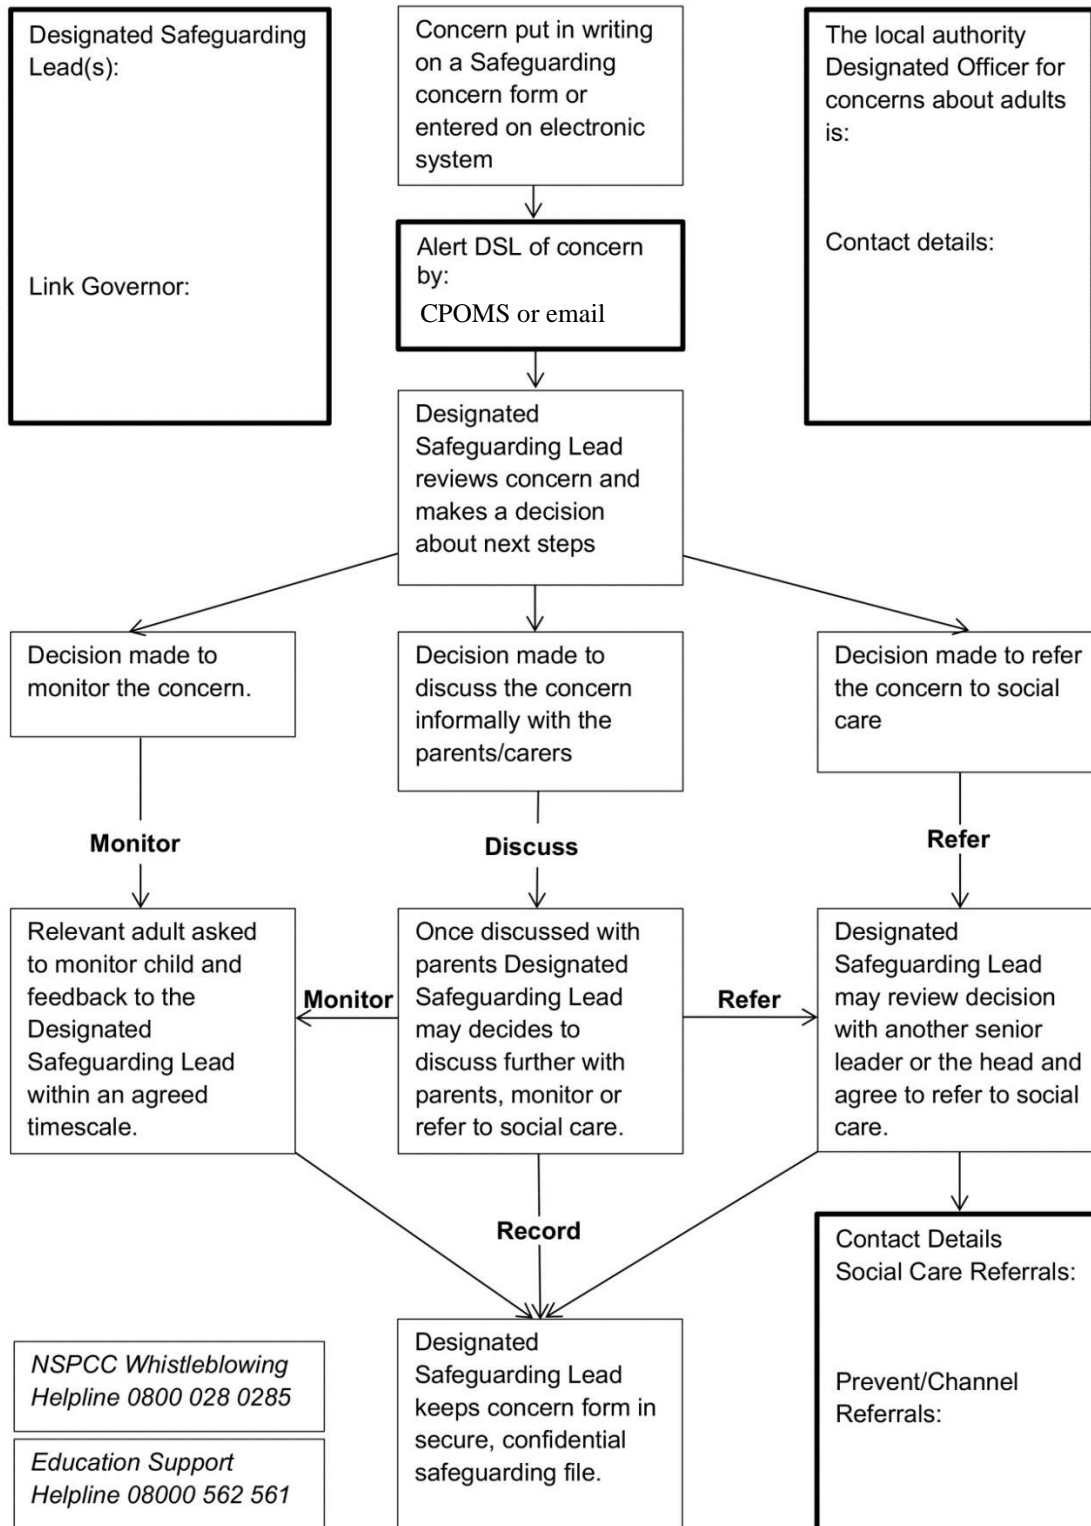 Designated Safeguarding
Lead(s):
Link Governor:
Concern put in writing
on a Safeguarding
concern form or
entered on electronic
system
The local authority
Designated Officer for
concerns about adults
is:
Contact details:
Alert DSL of concern
by:
CPOMS or email
Designated
Safeguarding Lead
reviews concern and
makes a decision
about next steps
Decision made to
monitor the concern.
Decision made to
discuss the concern
informally with the
parents/carers
Decision made to refer
the concern to social
care
Monitor
Discuss
Refer
Relevant adult asked
to monitor child and
feedback to the
Designated
Safeguarding Lead
within an agreed
timescale.
Monitor
Once discussed with
parents Designated
Safeguarding Lead
may decides to
discuss further with
parents, monitor or
refer to social care.
Refer
Designated
Safeguarding Lead
may review decision
with another senior
leader or the head and
agree to refer to social
care.
Record
Contact Details
Social Care Referrals:
Prevent/Channel
Referrals:
Designated
Safeguarding Lead
keeps concern form in
secure, confidential
safeguarding file.
NSPCC Whistleblowing
Helpline 0800 028 0285
Education Support
Helpline 08000 562 561